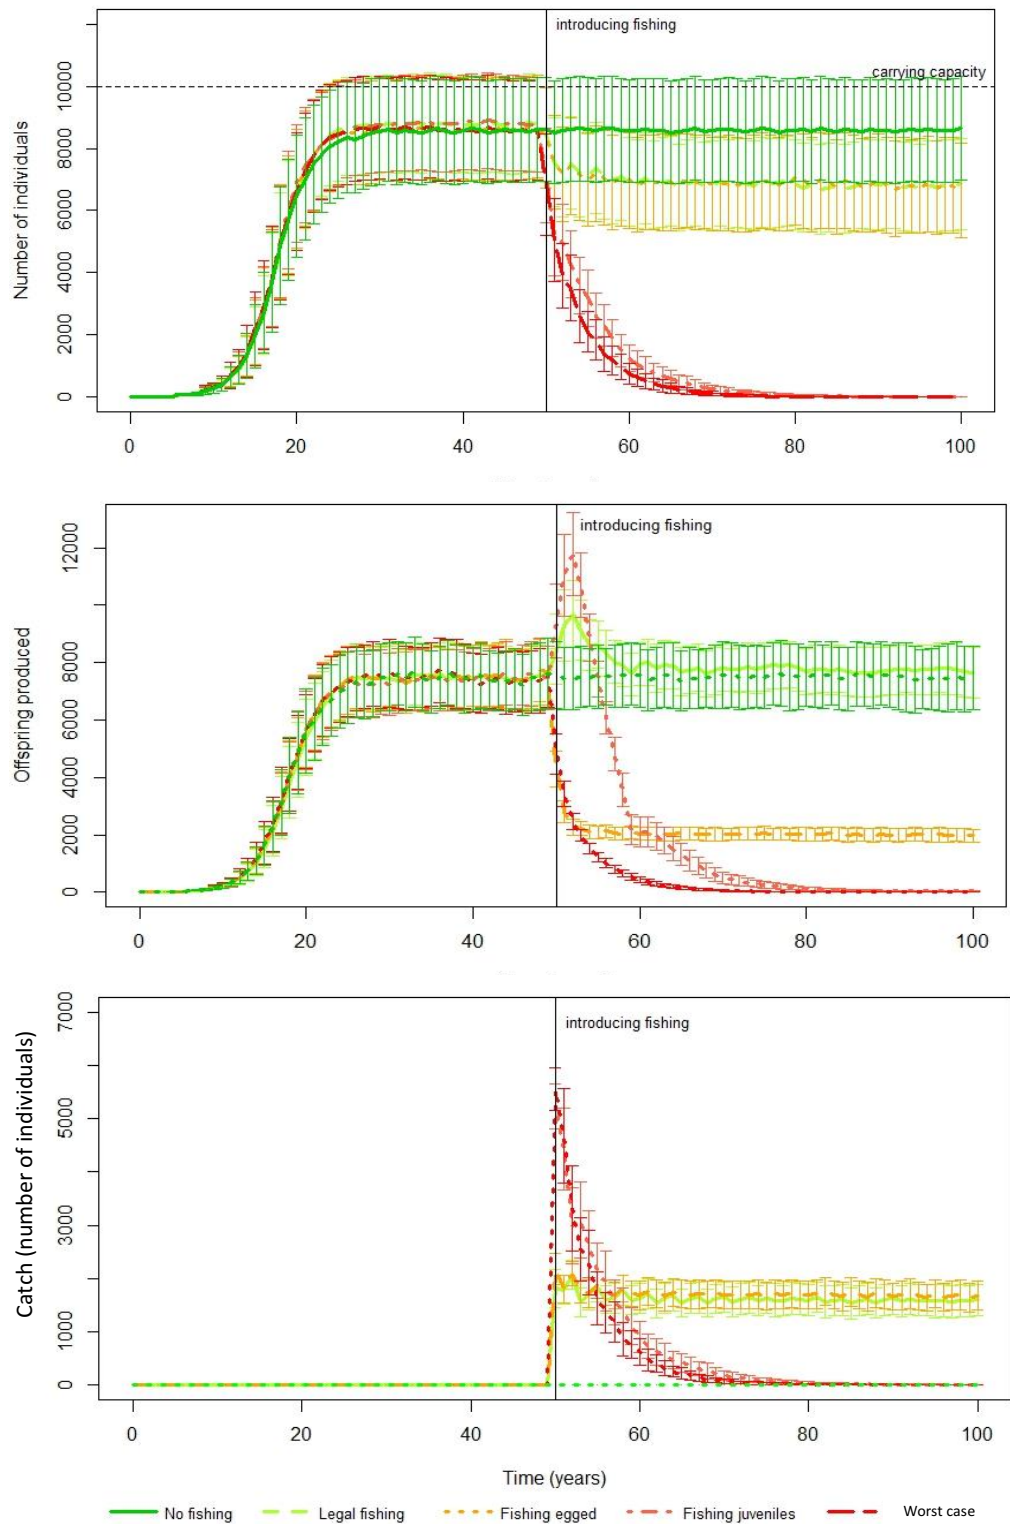 introducing fishing
carrying capacity
Number of individuals
10000
8000
6000
4000
2000
0
0 20 40 60 80 100
introducing fishing
Offspring produced
12000
8000
6000
4000
2000
0
0 20 40 60 80 100
introducing fishing
Catch (number of individuals)
7000
5000
3000
1000
0
0 20 40 60 80 100
Time (years)
No fishing Legal fishing Fishing egged Fishing juveniles Worst case